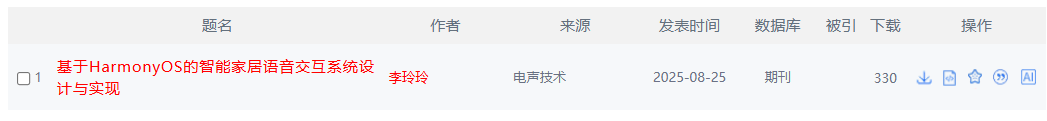 题名 作者 来源 发表时间 数据库 被引 下载 操作
1 基于HarmonyOS的智能家居语音交互系统设
计与实现 李玲玲 电声技术 2025-08-25 期刊 330 AI